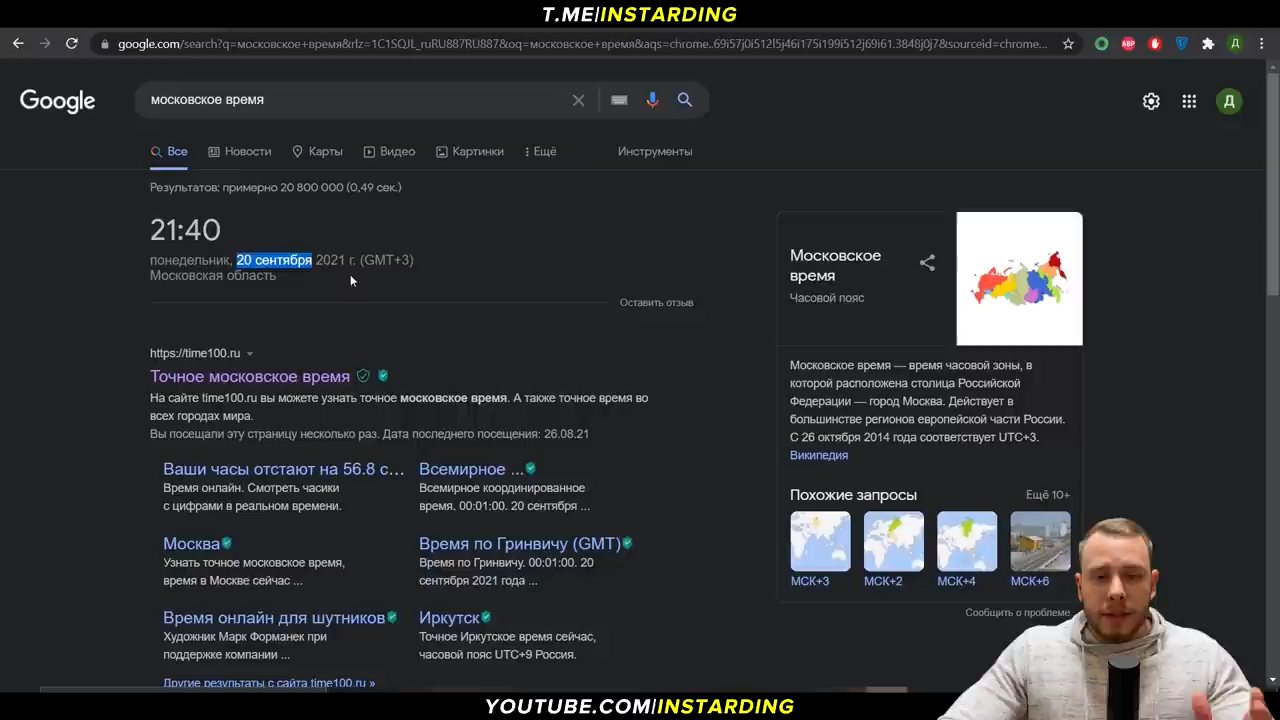 T.ME|INSTARDING
google.com/search?q=московское+время&rlz=1C1SQJL_ruRU887RU887&oq=московское+время&aqs=chrome..69i57j0i512l5j46i175i199i512j69i61.3848j0j7&sourceid=chrome...
ABP
Д
Google
московское время
Д
Все
Новости
Карты
Видео
Картинки
Ещё
Инструменты
Результатов: примерно 20 800 000 (0,49 сек.)
21:40
понедельник, 20 сентября 2021 г. (GMT+3)
Московская область
Оставить отзыв
https://time100.ru
Точное московское время
На сайте time100.ru вы можете узнать точное московское время. А также точное время во
всех городах мира.
Вы посещали эту страницу несколько раз. Дата последнего посещения: 26.08.21
Ваши часы отстают на 56.8 с...
Время онлайн. Смотреть часики
с цифрами в реальном времени.
Всемирное ...
Всемирное координированное
время. 00:01:00. 20 сентября ...
Москва
Узнать точное московское время,
время в Москве сейчас ...
Время по Гринвичу (GMT)
Время по Гринвичу. 00:01:00. 20
сентября 2021 года ...
Время онлайн для шутников
Художник Марк Форманек при
поддержке компании ...
Иркутск
Точное Иркутское время сейчас,
часовой пояс UTC+9 Россия.
Другие результаты с сайта time100.ru »
Московское
время
Часовой пояс
Московское время — время часовой зоны, в
которой расположена столица Российской
Федерации — город Москва. Действует в
большинстве регионов европейской части России.
С 26 октября 2014 года соответствует UTC+3.
Википедия
Похожие запросы
Ещё 10+
МСК+3
МСК+2
МСК+4
МСК+6
Сообщить о проблеме
YOUTUBE.COM|INSTARDING